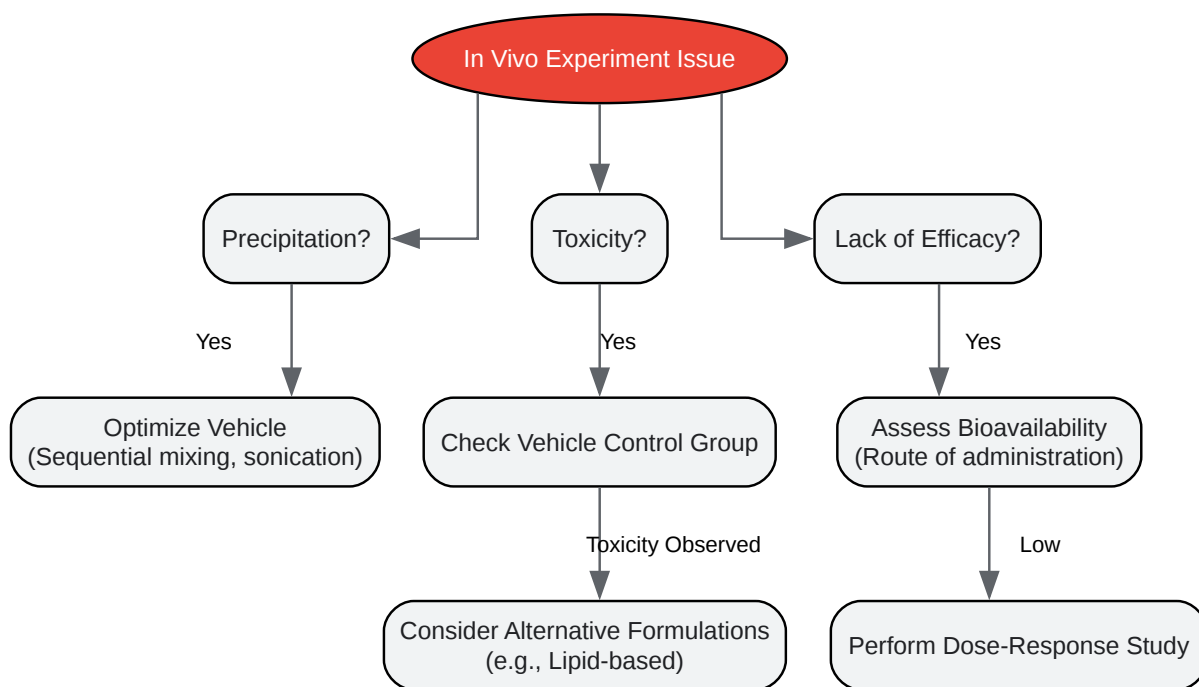 In Vivo Experiment Issue
Precipitation?
Toxicity?
Lack of Efficacy?
Yes
Yes
Yes
Optimize Vehicle
(Sequential mixing, sonication)
Check Vehicle Control Group
Assess Bioavailability
(Route of administration)
Toxicity Observed
Low
Consider Alternative Formulations
(e.g., Lipid-based)
Perform Dose-Response Study